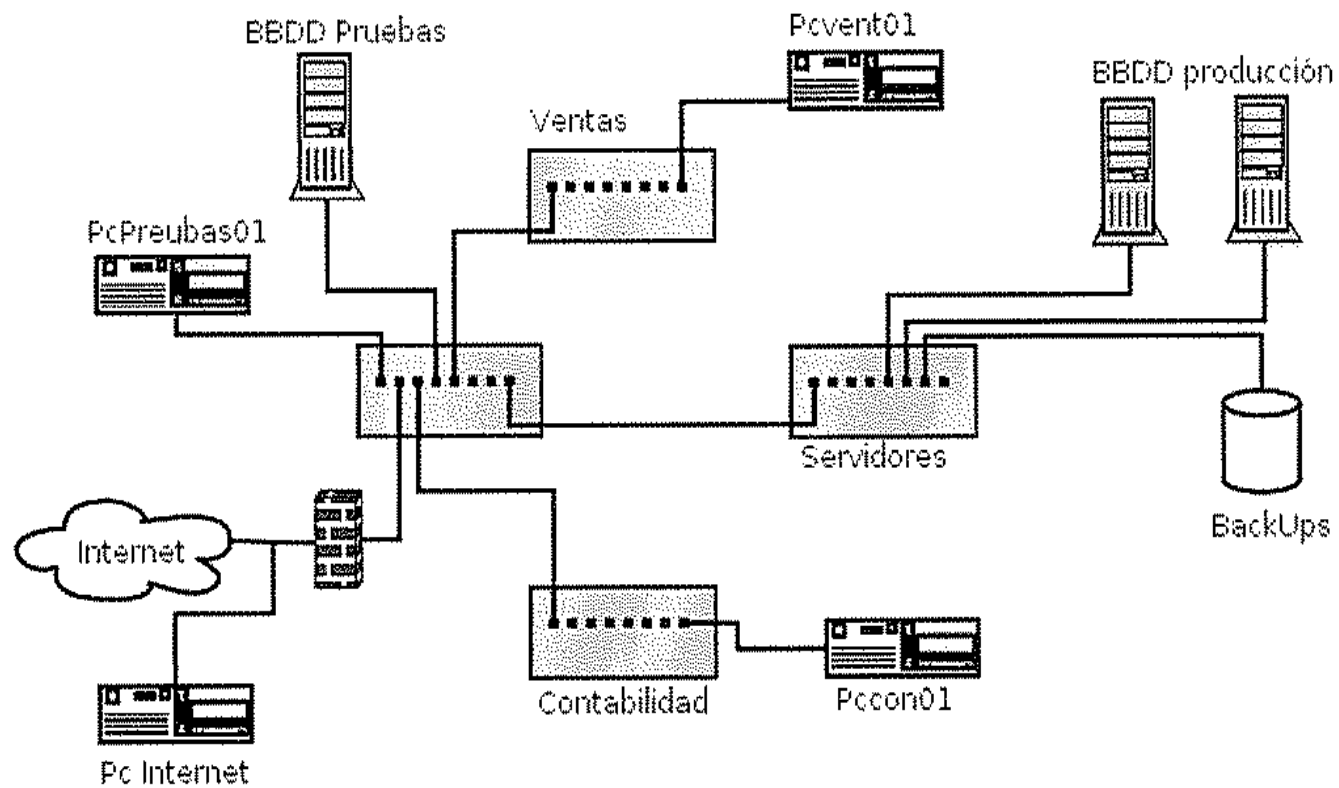 BBDD Pruebas
Pcvent01
BBDD producción
Ventas
PcPreubas01
Servidores
Internet
BackUps
Contabilidad
Pccon01
Pc Internet